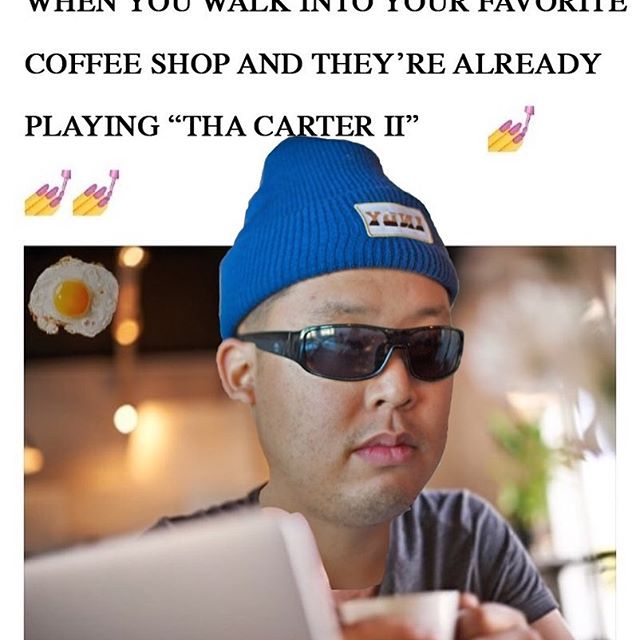 WHEN YOU WALK INTO YOUR FAVORITE
COFFEE SHOP AND THEY’RE ALREADY
PLAYING “THA CARTER II”